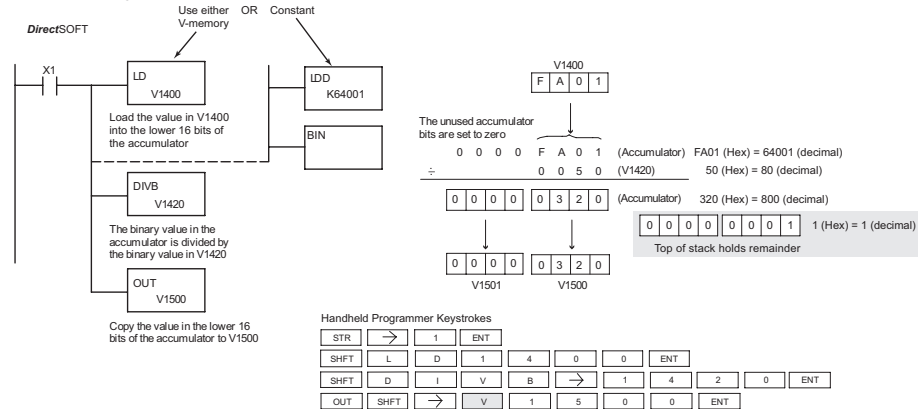 DirectSOFT
Use either OR Constant
V-memory
X1
LD
V1400
Load the value in V1400
into the lower 16 bits of
the accumulator
LDD
K64001
BIN
DIVB
V1420
The binary value in the
accumulator is divided by
the binary value in V1420
OUT
V1500
Copy the value in the lower 16
bits of the accumulator to V1500
V1400
F A 0 1
The unused accumulator
bits are set to zero
0 0 0 0 F A 0 1 (Accumulator) FA01 (Hex) = 64001 (decimal)
÷ 0 0 5 0 (V1420) 50 (Hex) = 80 (decimal)
0 0 0 0 0 3 2 0 (Accumulator) 320 (Hex) = 800 (decimal)
0 0 0 0 0 0 0 1 1 (Hex) = 1 (decimal)
Top of stack holds remainder
0 0 0 0 0 3 2 0
V1501 V1500
Handheld Programmer Keystrokes
STR → 1 ENT
SHFT L D 1 4 0 0 ENT
SHFT D I V B → 1 4 2 0 ENT
OUT SHFT → V 1 5 0 0 ENT